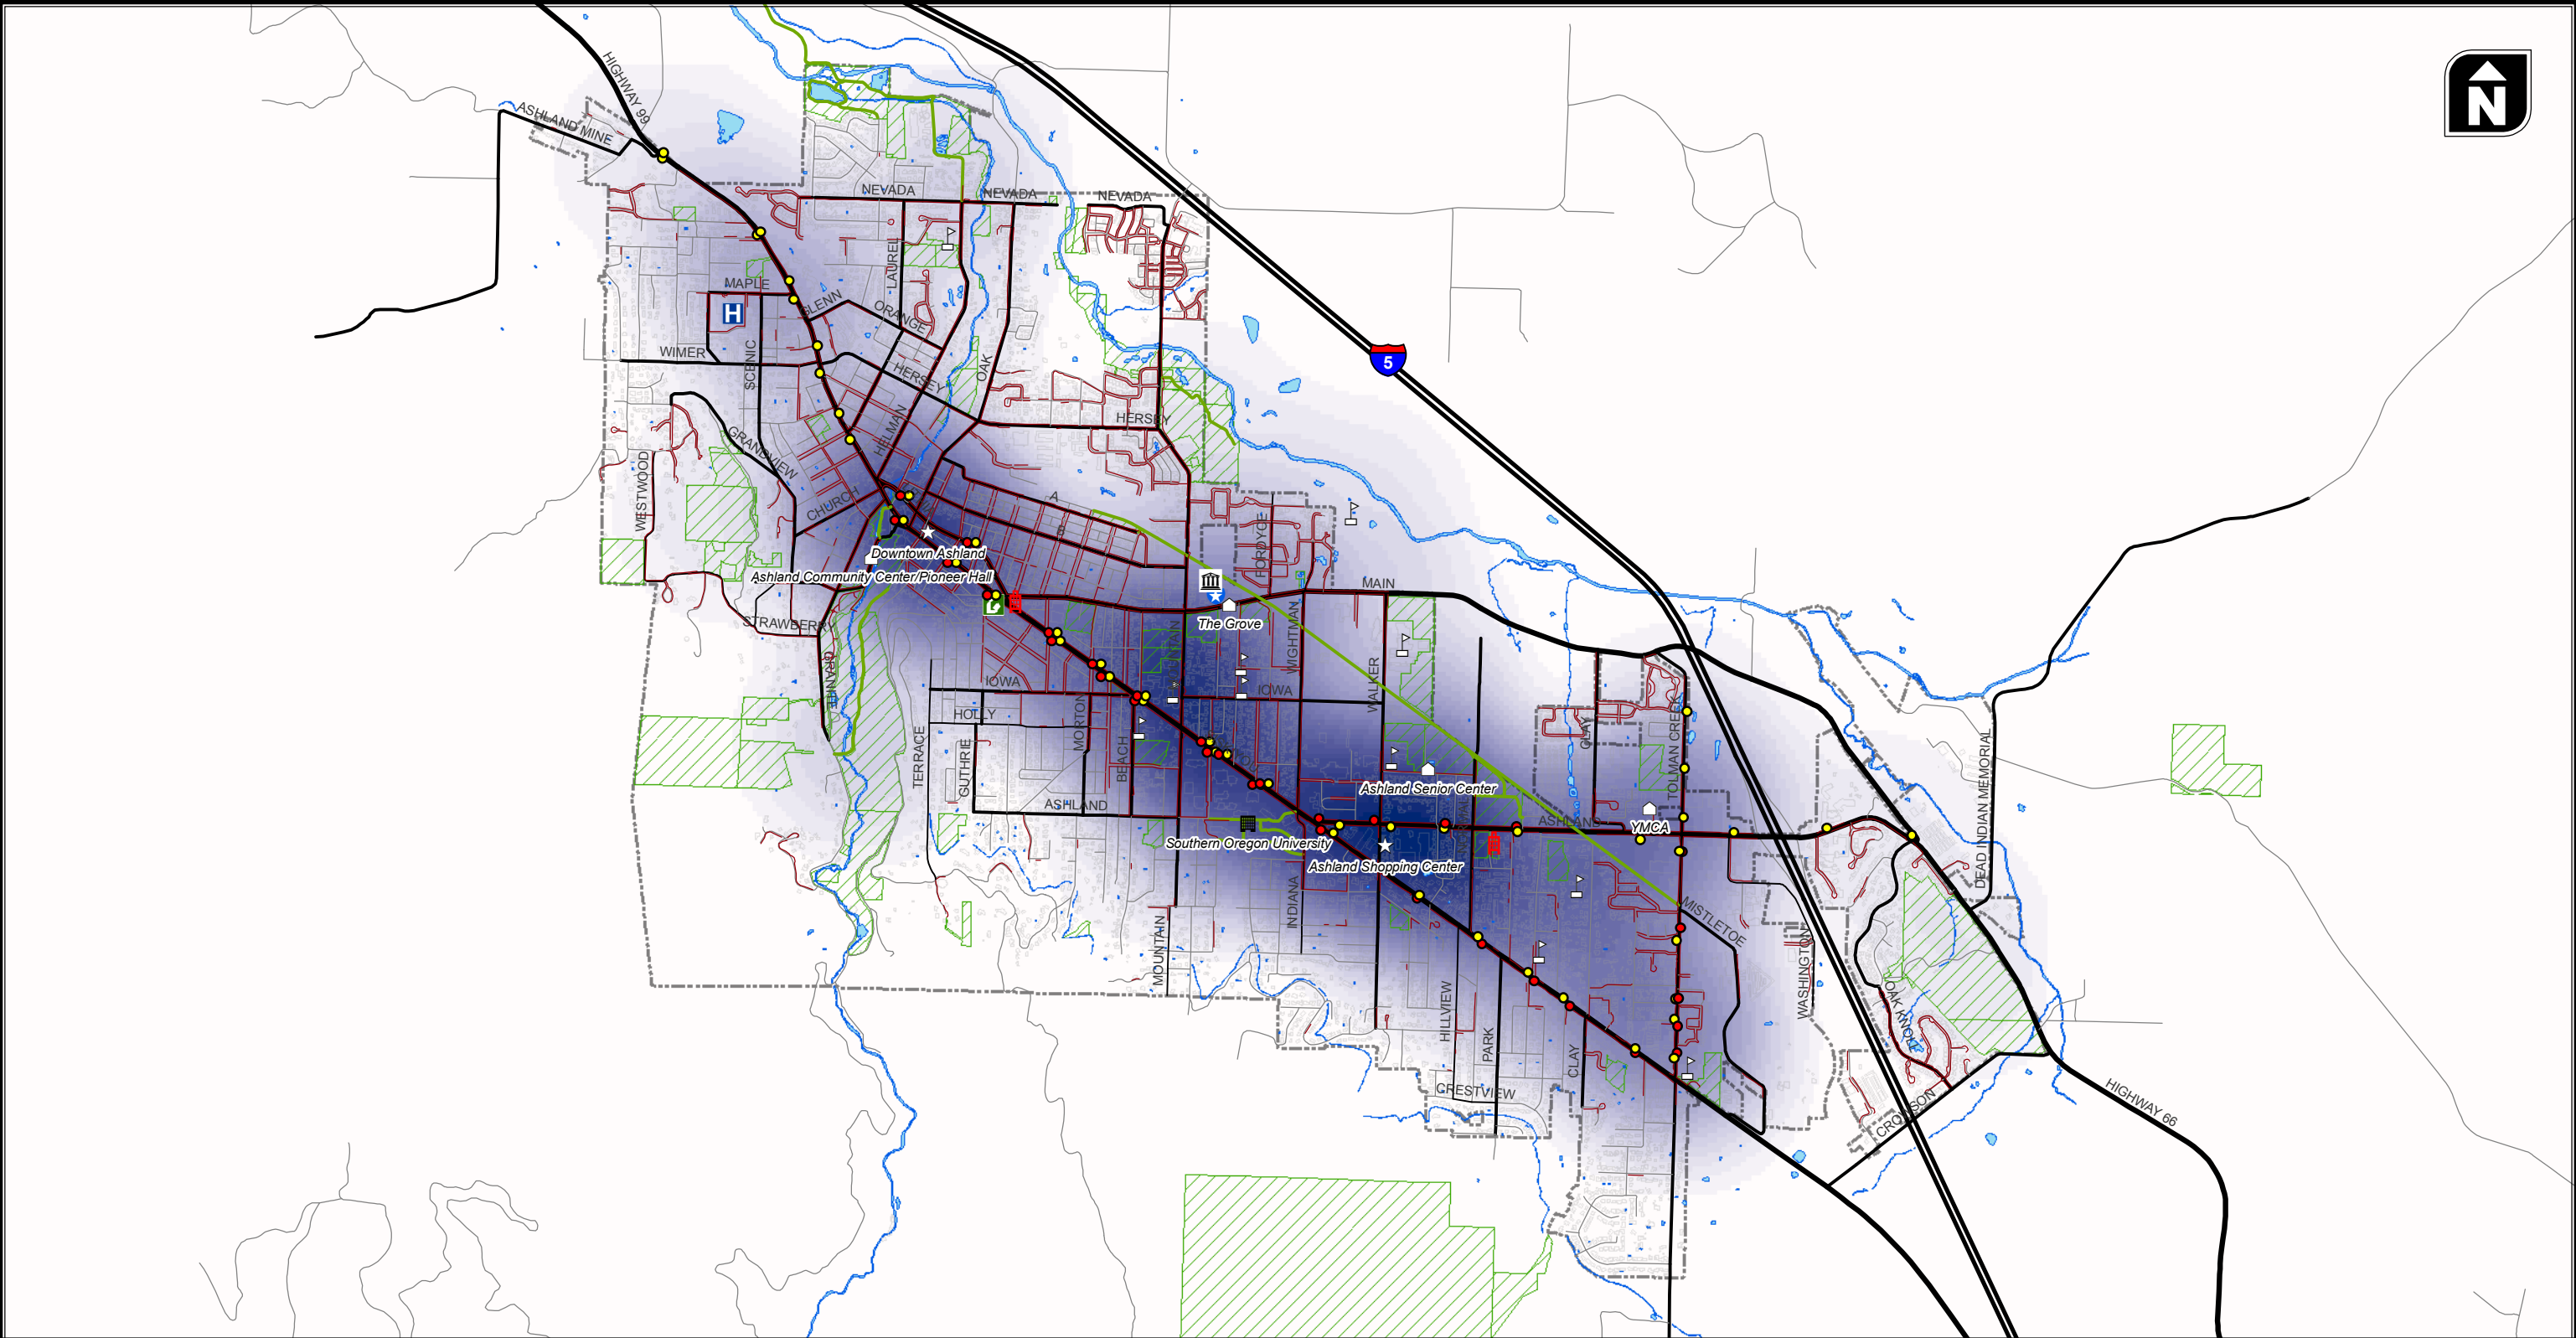 N
HIGHWAY 99
ASHLAND MINE
NEVADA
NEVADA
NEVADA
LAUREL
MAPLE
H
GLENN
ORANGE
WIMER
SCENIC
HERSEY
OAK
5
HERSEY
HELMAN
GRANDVIEW
WESTWOOD
CHURCH
A
B
FORDYCE
Downtown Ashland
Ashland Community Center/Pioneer Hall
MAIN
STRAWBERRY
The Grove
WIGHTMAN
GRANITE
IOWA
IOWA
WALKER
HOLLY
MORTON
TERRACE
GUTHRIE
BEACH
CLAY
TOLMAN CREEK
DEAD INDIAN MEMORIAL
Ashland Senior Center
ASHLAND
ASHLAND
YMCA
Southern Oregon University
Ashland Shopping Center
INDIANA
MISTLETOE
MOUNTAIN
WASHINGTON
HILLVIEW
OAK KNOLL
PARK
CLAY
CRESTVIEW
CROWSON
HIGHWAY 66